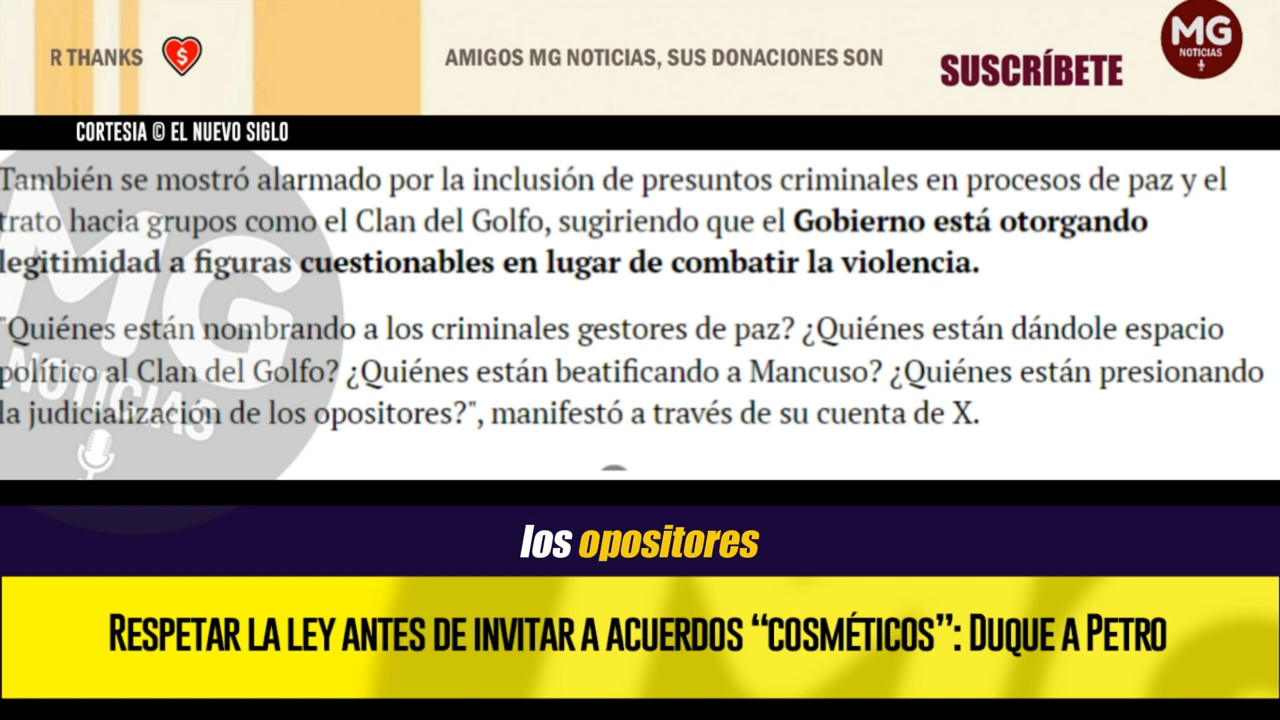 R THANKS
AMIGOS MG NOTICIAS, SUS DONACIONES SON
SUSCRÍBETE
MG
NOTICIAS
CORTESIA © EL NUEVO SIGLO
También se mostró alarmado por la inclusión de presuntos criminales en procesos de paz y el
trato hacia grupos como el Clan del Golfo, sugiriendo que el Gobierno está otorgando
legitimidad a figuras cuestionables en lugar de combatir la violencia.
"Quiénes están nombrando a los criminales gestores de paz? ¿Quiénes están dándole espacio
político al Clan del Golfo? ¿Quiénes están beatificando a Mancuso? ¿Quiénes están presionando
la judicialización de los opositores?", manifestó a través de su cuenta de X.
MG
NOTICIAS
los opositores
RESPETAR LA LEY ANTES DE INVITAR A ACUERDOS “COSMÉTICOS”: DUQUE A PETRO